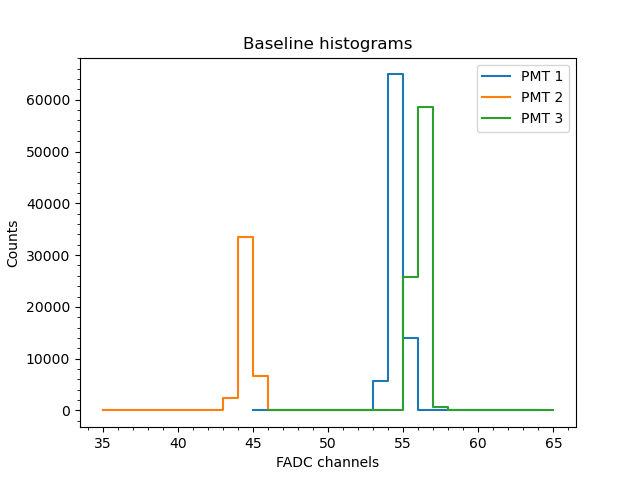 Baseline histograms
PMT 1
PMT 2
PMT 3
60000
50000
40000
30000
20000
10000
0
Counts
35 40 45 50 55 60 65
FADC channels